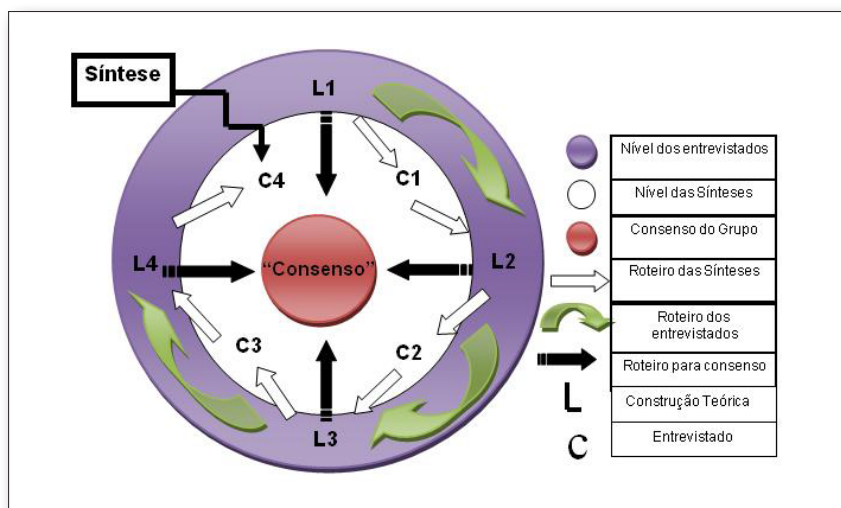 Síntese
L1
C4
C1
L4
"Consenso"
L2
C3
C2
L3
Nível dos entrevistados
Nível das Sínteses
Consenso do Grupo
Roteiro das Sínteses
Roteiro dos
entrevistados
Roteiro para consenso
L
Construção Teórica
C
Entrevistado